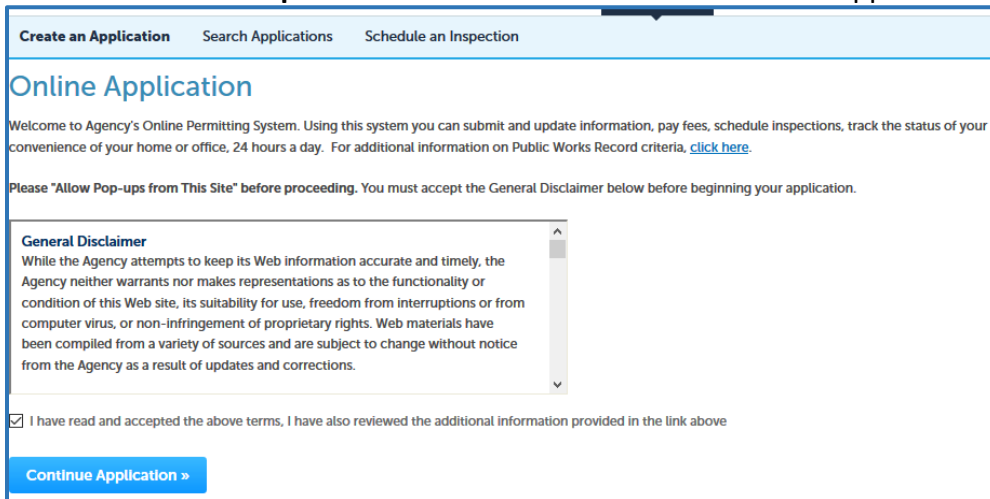 Create an Application Search Applications Schedule an Inspection
Online Application
Welcome to Agency's Online Permitting System. Using this system you can submit and update information, pay fees, schedule inspections, track the status of your
convenience of your home or office, 24 hours a day. For additional information on Public Works Record criteria, click here.
Please "Allow Pop-ups from This Site" before proceeding. You must accept the General Disclaimer below before beginning your application.
General Disclaimer
While the Agency attempts to keep its Web information accurate and timely, the
Agency neither warrants nor makes representations as to the functionality or
condition of this Web site, its suitability for use, freedom from interruptions or from
computer virus, or non-infringement of proprietary rights. Web materials have
been compiled from a variety of sources and are subject to change without notice
from the Agency as a result of updates and corrections.
I have read and accepted the above terms, I have also reviewed the additional information provided in the link above
Continue Application »